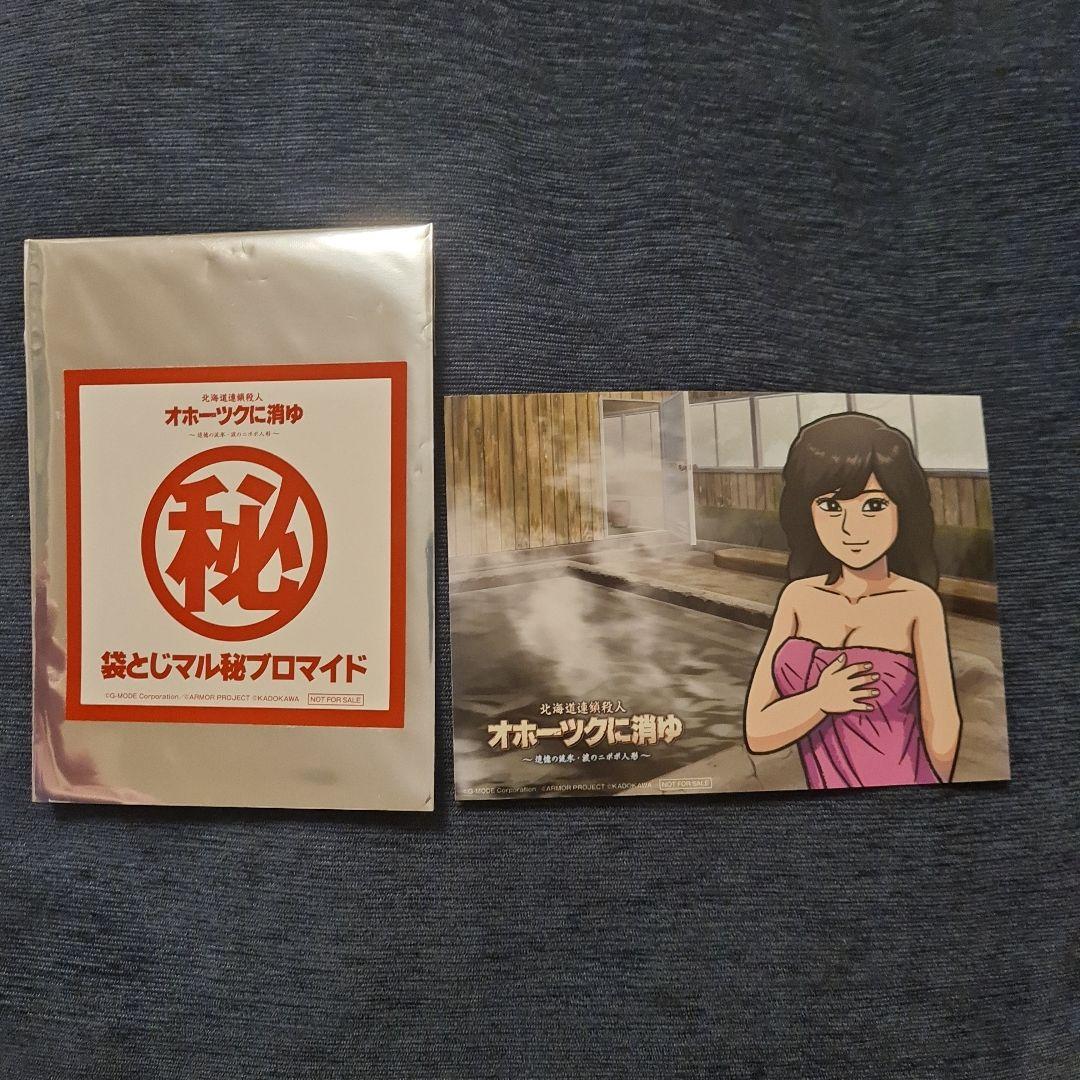 北海道連鎖殺人
オホーツクに消ゆ
～追憶の流氷・涙のニポポ人形～
秘
袋とじマル秘ブロマイド
©G-MODE Corporation／©ARMOR PROJECT ©KADOKAWA NOT FOR SALE
北海道連鎖殺人
オホーツクに消ゆ
～追憶の流氷・涙のニポポ人形～
©G-MODE Corporation／©ARMOR PROJECT ©KADOKAWA NOT FOR SALE